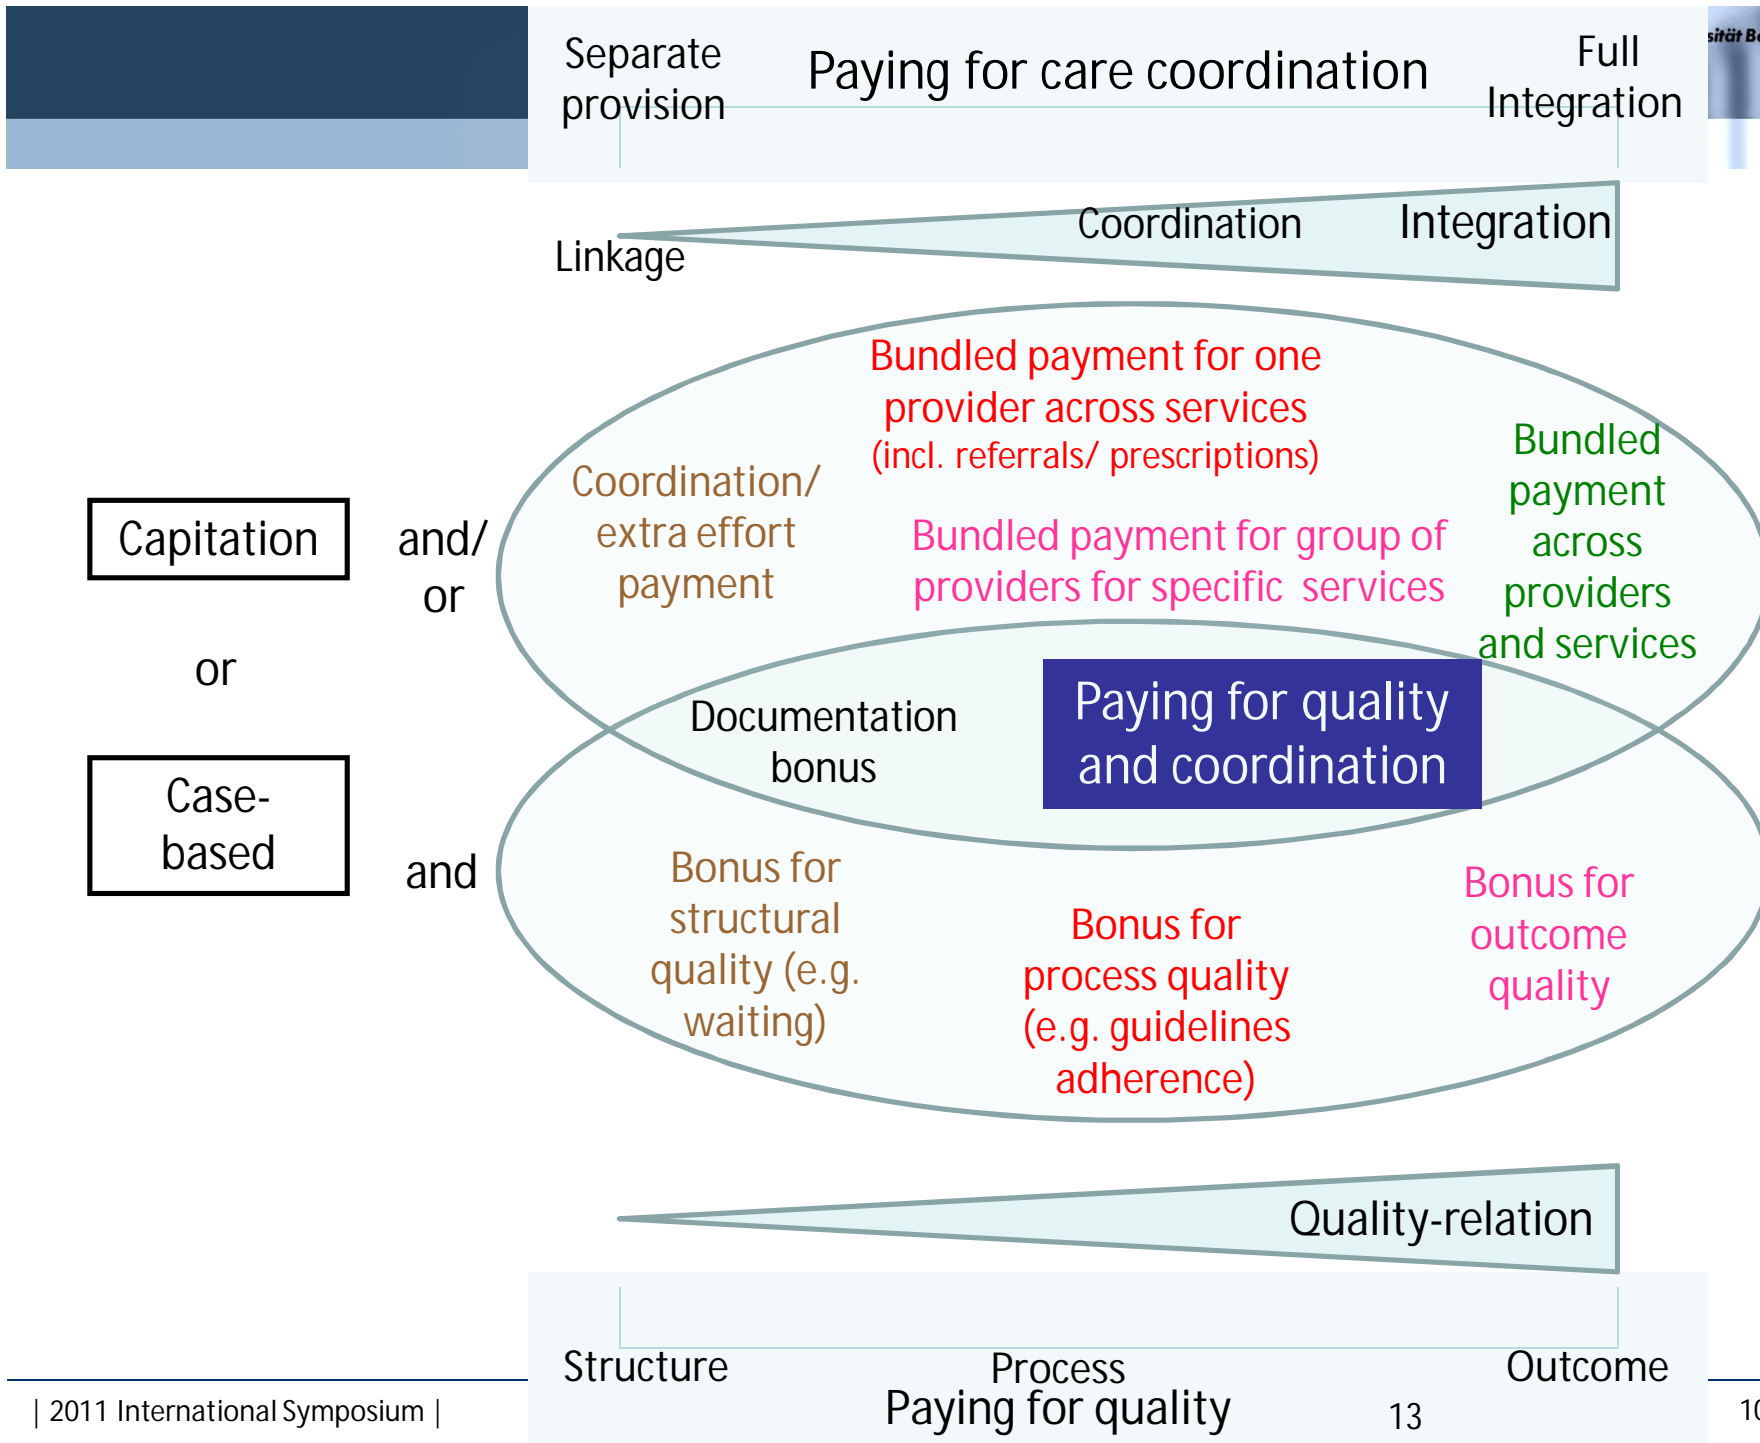 Separate
provision
Paying for care coordination
Full
Integration
Linkage
Coordination
Integration
Bundled payment for one
provider across services
(incl. referrals/ prescriptions)
Coordination/
extra effort
payment
Bundled payment for group of
providers for specific services
Bundled
payment
across
providers
and services
Capitation
and/
or
or
Case-
based
and
Documentation
bonus
Paying for quality
and coordination
Bonus for
structural
quality (e.g.
waiting)
Bonus for
process quality
(e.g. guidelines
adherence)
Bonus for
outcome
quality
Quality-relation
Structure
Process
Outcome
Paying for quality
| 2011 International Symposium |
13